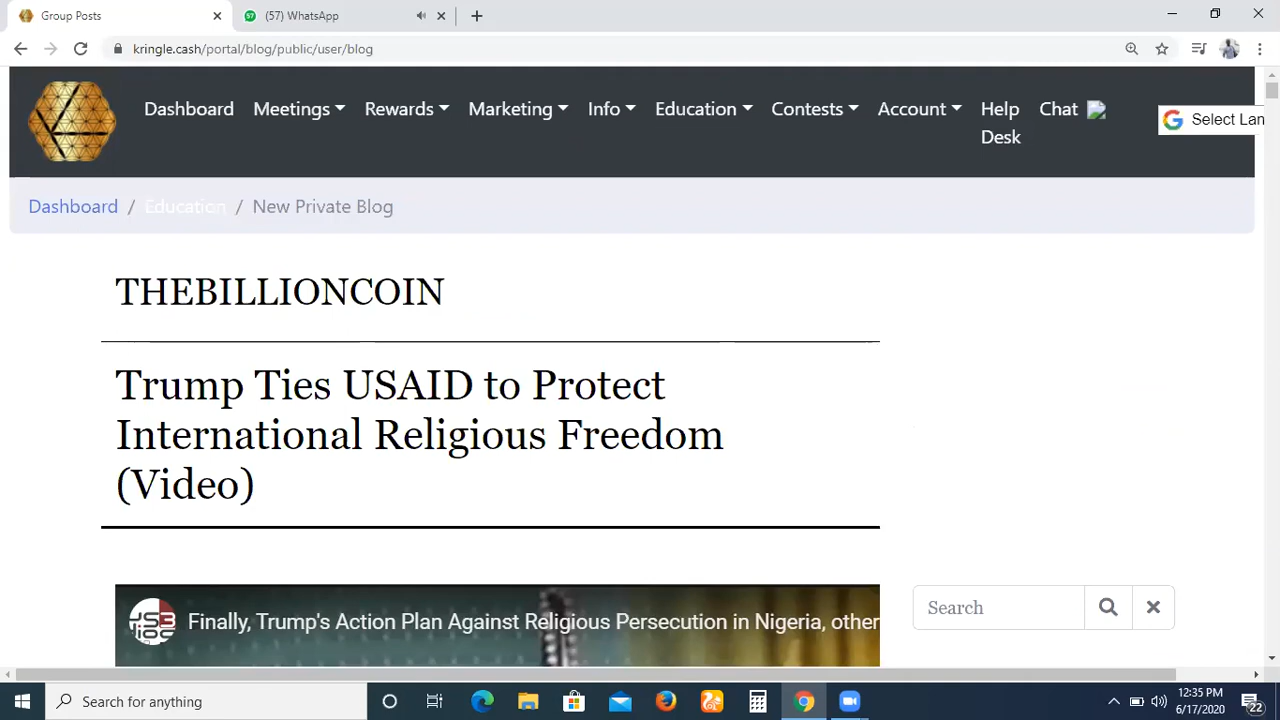 Group Posts
(57) WhatsApp
kringle.cash/portal/blog/public/user/blog
Dashboard Meetings Rewards Marketing Info Education Contests Account Help Desk Chat
Select Lan
Dashboard / Education / New Private Blog
THEBILLIONCOIN
Trump Ties USAID to Protect
International Religious Freedom
(Video)
Finally, Trump's Action Plan Against Religious Persecution in Nigeria, other
Search
Search for anything
12:35 PM
6/17/2020
22